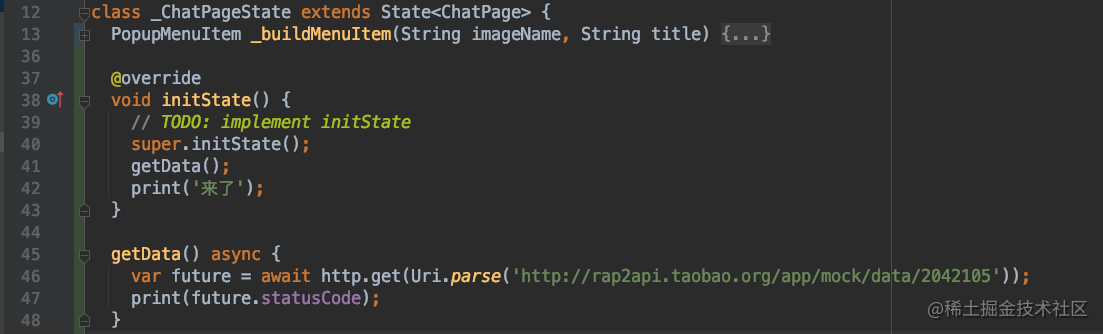 12 class _ChatPageState extends State<ChatPage> {
13 PopupMenuItem _buildMenuItem(String imageName, String title) {...}
36
37 @override
38 void initState() {
39 // TODO: implement initState
40 super.initState();
41 getData();
42 print('来了');
43 }
44
45 getData() async {
46 var future = await http.get(Uri.parse('http://rap2api.taobao.org/app/mock/data/2042105'));
47 print(future.statusCode);
48 }
@稀土掘金技术社区